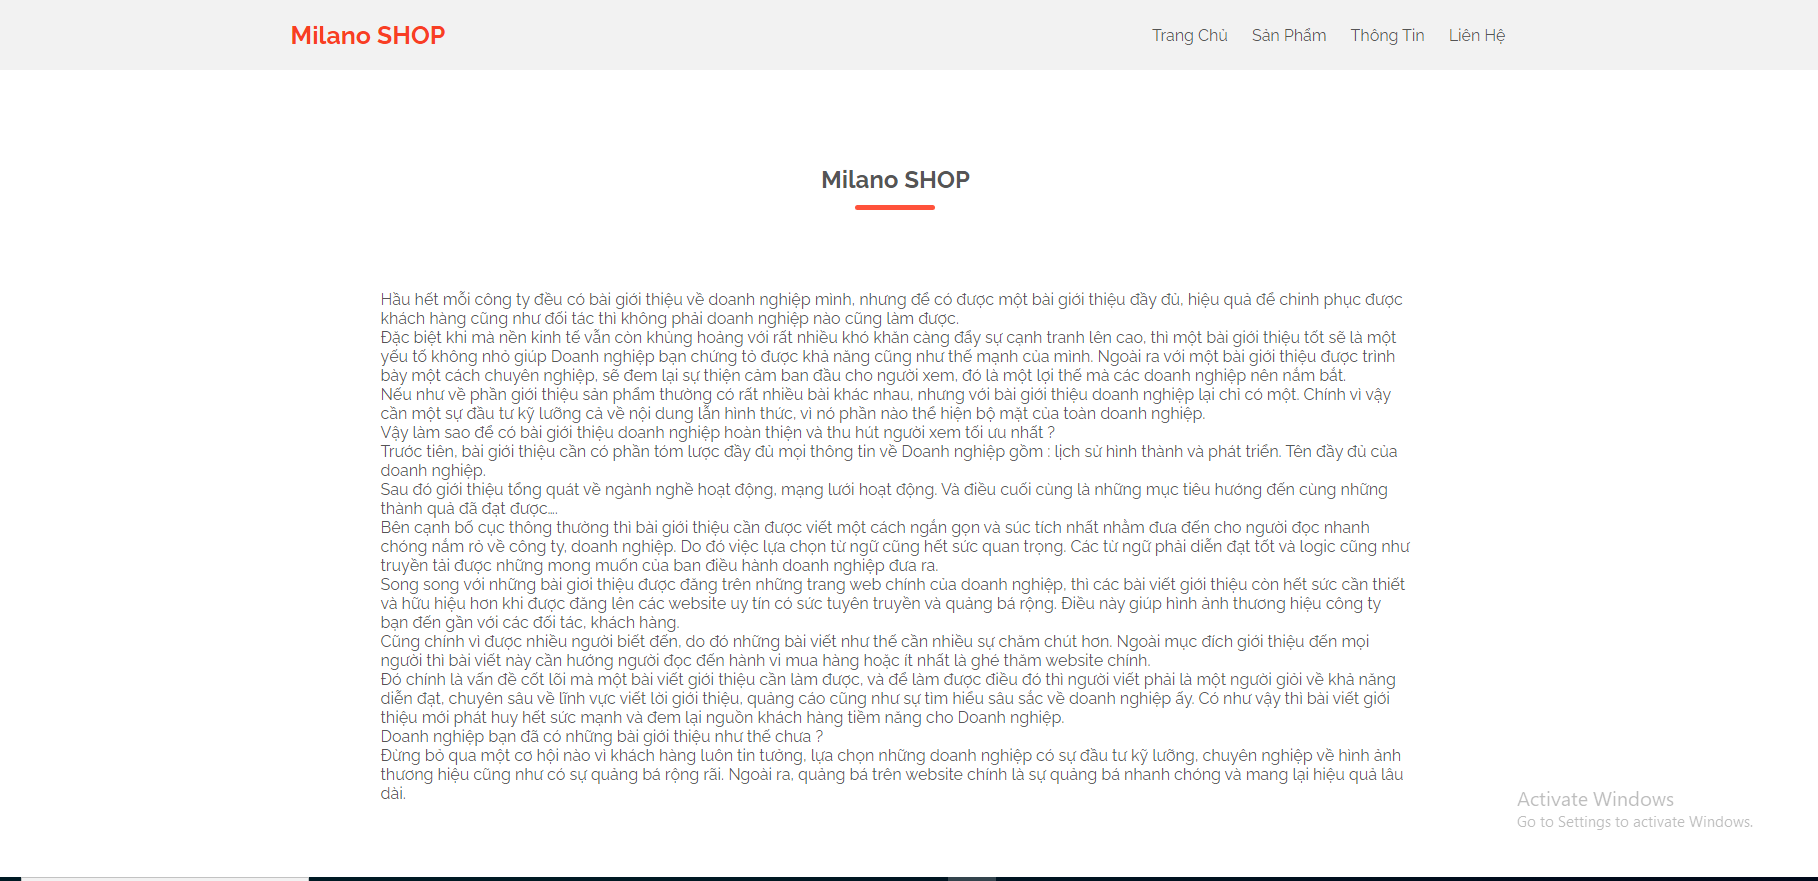 Milano SHOP
Trang Chủ Sản Phẩm Thông Tin Liên Hệ
Milano SHOP
Hầu hết mỗi công ty đều có bài giới thiệu về doanh nghiệp mình, nhưng để có được một bài giới thiệu đầy đủ, hiệu quả để chinh phục được
khách hàng cũng như đối tác thì không phải doanh nghiệp nào cũng làm được.
Đặc biệt khi mà nền kinh tế vẫn còn khủng hoảng với rất nhiều khó khăn càng đẩy sự cạnh tranh lên cao, thì một bài giới thiệu tốt sẽ là một
yếu tố không nhỏ giúp Doanh nghiệp bạn chứng tỏ được khả năng cũng như thế mạnh của mình. Ngoài ra với một bài giới thiệu được trình
bày một cách chuyên nghiệp, sẽ đem lại sự thiện cảm ban đầu cho người xem, đó là một lợi thế mà các doanh nghiệp nên nắm bắt.
Nếu như về phần giới thiệu sản phẩm thường có rất nhiều bài khác nhau, nhưng với bài giới thiệu doanh nghiệp lại chỉ có một. Chính vì vậy
cần một sự đầu tư kỹ lưỡng cả về nội dung lẫn hình thức, vì nó phần nào thể hiện bộ mặt của toàn doanh nghiệp.
Vậy làm sao để có bài giới thiệu doanh nghiệp hoàn thiện và thu hút người xem tối ưu nhất ?
Trước tiên, bài giới thiệu cần có phần tóm lược đầy đủ mọi thông tin về Doanh nghiệp gồm : lịch sử hình thành và phát triển. Tên đầy đủ của
doanh nghiệp.
Sau đó giới thiệu tổng quát về ngành nghề hoạt động, mạng lưới hoạt động. Và điều cuối cùng là những mục tiêu hướng đến cùng những
thành quả đã đạt được….
Bên cạnh bố cục thông thường thì bài giới thiệu cần được viết một cách ngắn gọn và súc tích nhất nhằm đưa đến cho người đọc nhanh
chóng nắm rõ về công ty, doanh nghiệp. Do đó việc lựa chọn từ ngữ cũng hết sức quan trọng. Các từ ngữ phải diễn đạt tốt và logic cũng như
truyền tải được những mong muốn của ban điều hành doanh nghiệp đưa ra.
Song song với những bài giơi thiệu được đăng trên những trang web chính của doanh nghiệp, thì các bài viết giới thiệu còn hết sức cần thiết
và hữu hiệu hơn khi được đăng lên các website uy tín có sức tuyên truyền và quảng bá rộng. Điều này giúp hình ảnh thương hiệu công ty
bạn đến gần với các đối tác, khách hàng.
Cũng chính vì được nhiều người biết đến, do đó những bài viết như thế cần nhiều sự chăm chút hơn. Ngoài mục đích giới thiệu đến mọi
người thì bài viết này cần hướng người đọc đến hành vi mua hàng hoặc ít nhất là ghé thăm website chính.
Đó chính là vấn đề cốt lõi mà một bài viết giới thiệu cần làm được, và để làm được điều đó thì người viết phải là một người giỏi về khả năng
diễn đạt, chuyên sâu về lĩnh vực viết lời giới thiệu, quảng cáo cũng như sự tìm hiểu sâu sắc về doanh nghiệp ấy. Có như vậy thì bài viết giới
thiệu mới phát huy hết sức mạnh và đem lại nguồn khách hàng tiềm năng cho Doanh nghiệp.
Doanh nghiệp bạn đã có những bài giới thiệu như thế chưa ?
Đừng bỏ qua một cơ hội nào vì khách hàng luôn tin tưởng, lựa chọn những doanh nghiệp có sự đầu tư kỹ lưỡng, chuyên nghiệp về hình ảnh
thương hiệu cũng như có sự quảng bá rộng rãi. Ngoài ra, quảng bá trên website chính là sự quảng bá nhanh chóng và mang lại hiệu quả lâu
dài.
Activate Windows
Go to Settings to activate Windows.